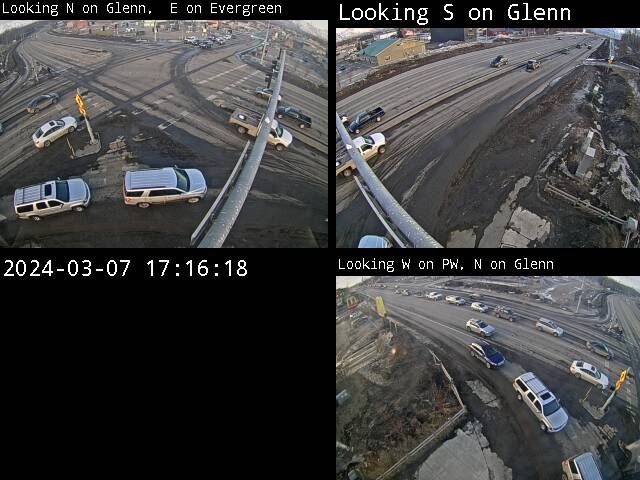 Looking N on Glenn,  E on Evergreen
Looking S on Glenn
2024-03-07 17:16:18
Looking W on PW, N on Glenn